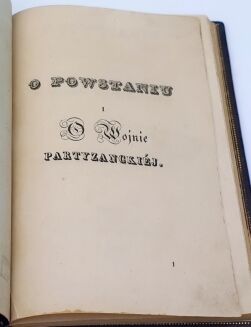 O POWSTANIU
I
O Wojnie
PARTYZANCKIÉJ.
1